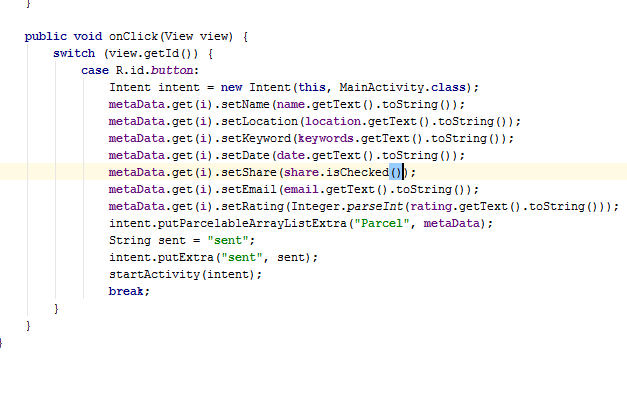 }
public void onClick(View view) {
switch (view.getId()) {
case R.id.button:
Intent intent = new Intent(this, MainActivity.class);
metaData.get(i).setName(name.getText().toString());
metaData.get(i).setLocation(location.getText().toString());
metaData.get(i).setKeyword(keywords.getText().toString());
metaData.get(i).setDate(date.getText().toString());
metaData.get(i).setShare(share.isChecked());
metaData.get(i).setEmail(email.getText().toString());
metaData.get(i).setRating(Integer.parseInt(rating.getText().toString()));
intent.putParcelableArrayListExtra("Parcel", metaData);
String sent = "sent";
intent.putExtra("sent", sent);
startActivity(intent);
break;
}
}
}